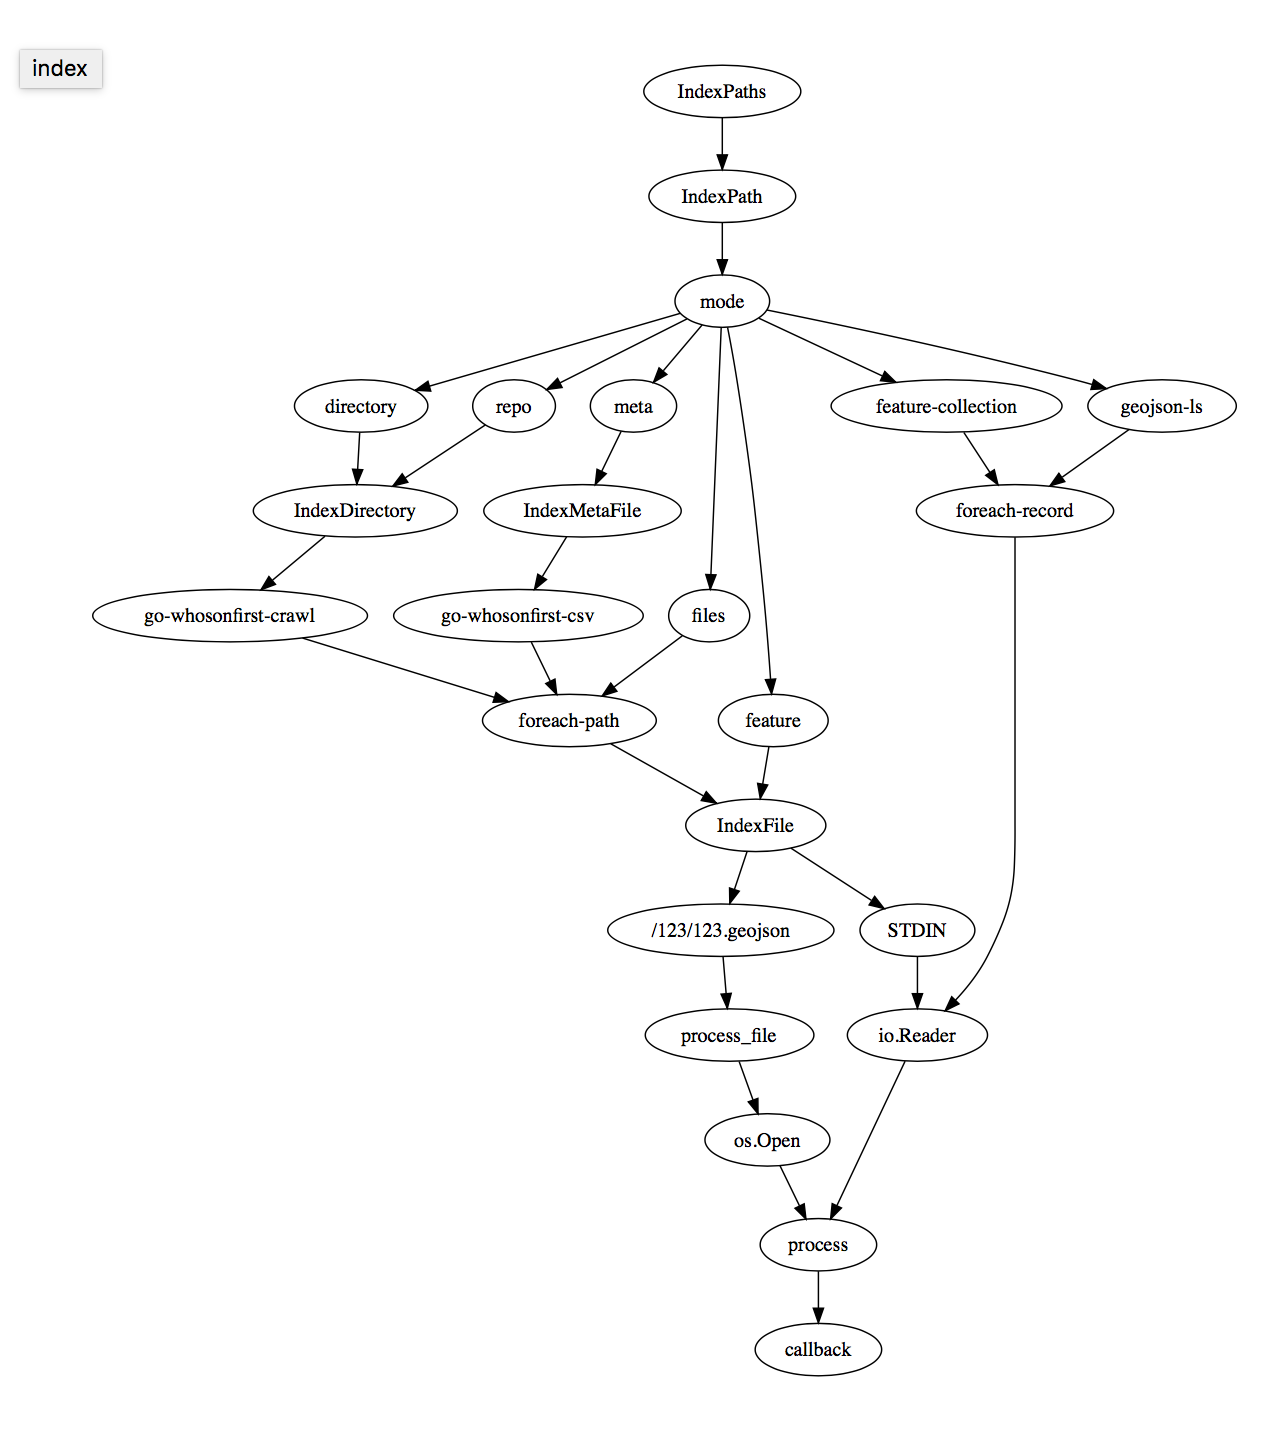 index
IndexPaths
IndexPath
mode
directory
repo
meta
feature-collection
geojson-ls
IndexDirectory
IndexMetaFile
foreach-record
go-whosonfirst-crawl
go-whosonfirst-csv
files
foreach-path
feature
IndexFile
/123/123.geojson
STDIN
process_file
io.Reader
os.Open
process
callback